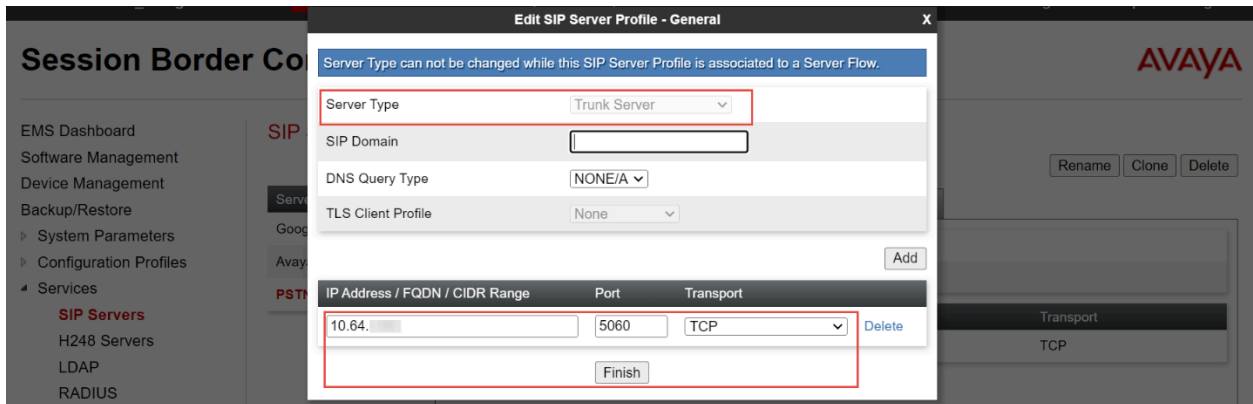 Edit SIP Server Profile - General X
Session Border Co
AVAYA
Server Type can not be changed while this SIP Server Profile is associated to a Server Flow.
Server Type Trunk Server
SIP Domain
DNS Query Type NONE/A
TLS Client Profile None
Add
IP Address / FQDN / CIDR Range Port Transport
10.64. 5060 TCP Delete
Finish
EMS Dashboard
Software Management
Device Management
Backup/Restore
System Parameters
Configuration Profiles
Services
SIP Servers
H248 Servers
LDAP
RADIUS
SIP
Rename Clone Delete
Serve
Goog
Avay
PSTN
Transport
TCP